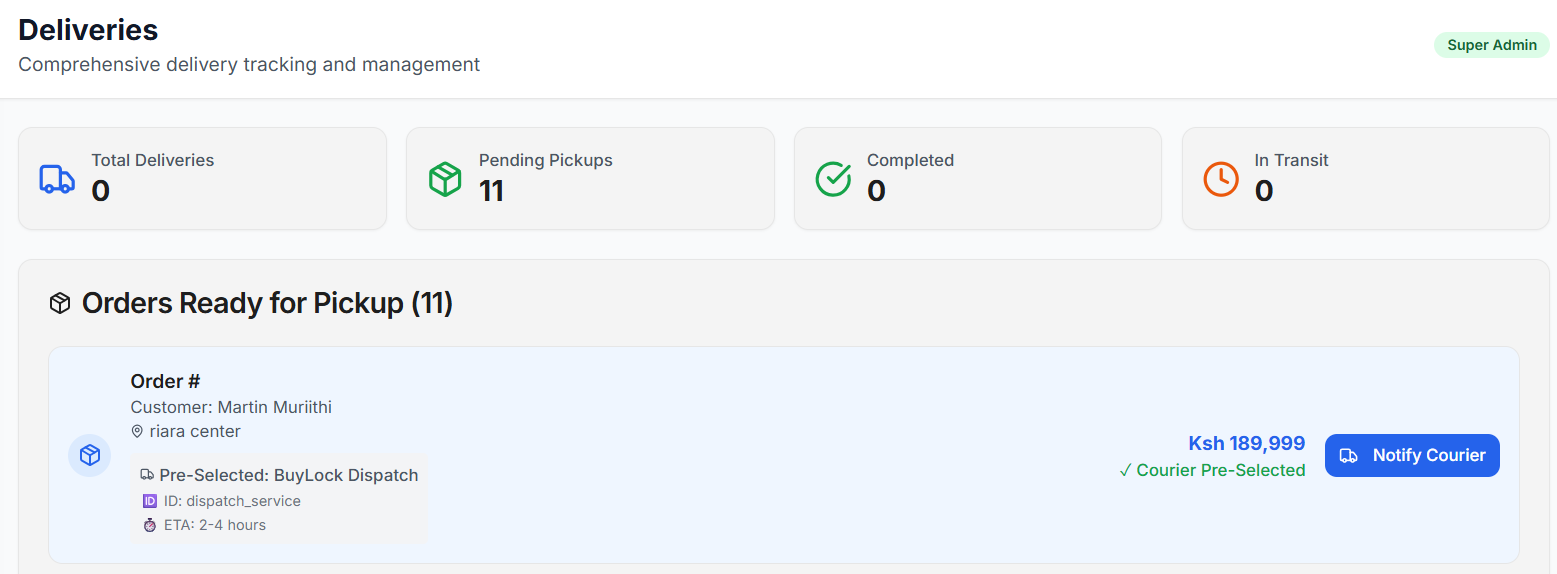 Deliveries
Comprehensive delivery tracking and management
Super Admin
Total Deliveries
0
Pending Pickups
11
Completed
0
In Transit
0
Orders Ready for Pickup (11)
Order #
Customer: Martin Muriithi
riara center
Pre-Selected: BuyLock Dispatch
🆔 ID: dispatch_service
⏱ ETA: 2-4 hours
Ksh 189,999
✓ Courier Pre-Selected
Notify Courier